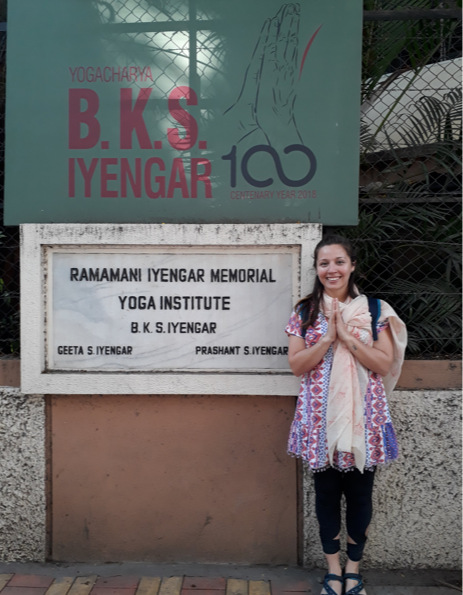 YOGACHARYA
B. K. S.
IYENGAR
100
CENTENARY YEAR 2018
RAMAMANI IYENGAR MEMORIAL
YOGA INSTITUTE
B. K. S. IYENGAR
GEETA S. IYENGAR PRASHANT S. IYENGAR